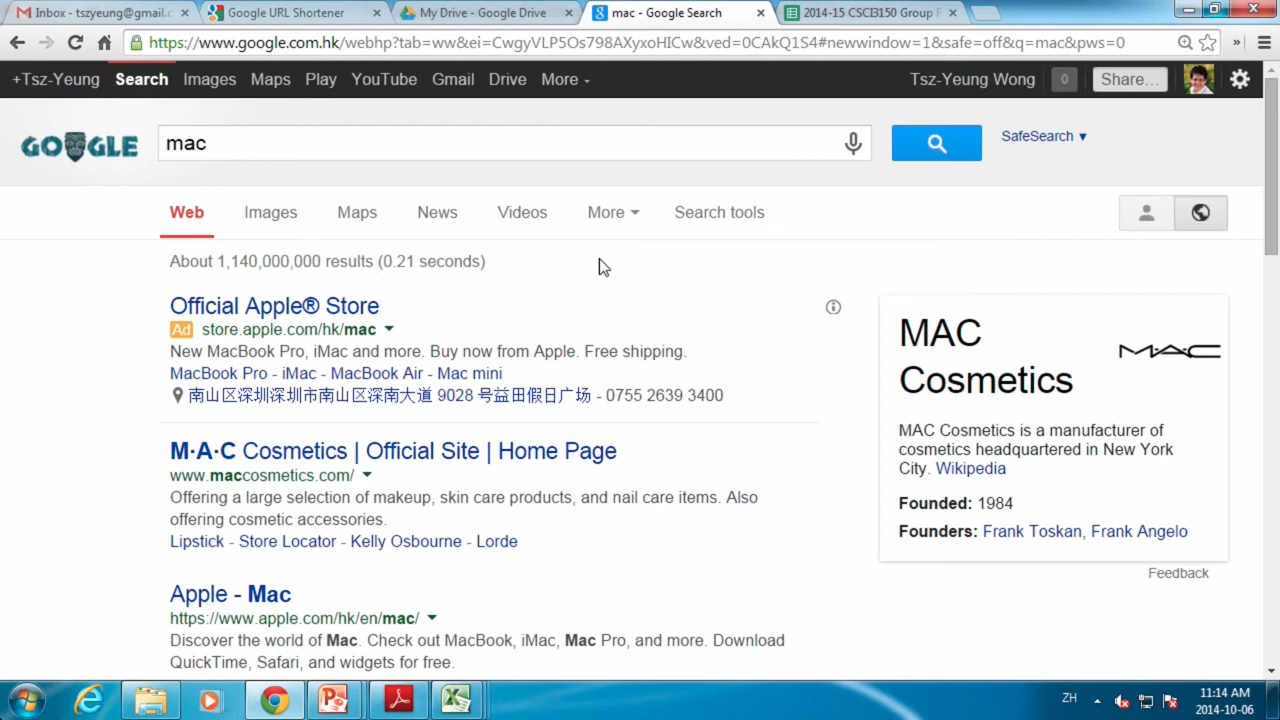 Inbox - tszyeung@gmail.c
Google URL Shortener
My Drive - Google Drive
mac - Google Search
2014-15 CSCI3150 Group F
https://www.google.com.hk/webhp?tab=ww&ei=CwgyVLPSOs798AXyxoHICw&ved=0CAkQ1S4#newwindow=1&safe=off&q=mac&pws=0
+Tsz-Yeung Search Images Maps Play YouTube Gmail Drive More
Tsz-Yeung Wong 0 Share...
GOOGLE
mac
SafeSearch
Web Images Maps News Videos More Search tools
About 1,140,000,000 results (0.21 seconds)
Official Apple® Store
Ad store.apple.com/hk/mac
New MacBook Pro, iMac and more. Buy now from Apple. Free shipping.
MacBook Pro - iMac - MacBook Air - Mac mini
南山区深圳深圳市南山区深南大道 9028 号益田假日广场 - 0755 2639 3400
M·A·C Cosmetics | Official Site | Home Page
www.maccosmetics.com/
Offering a large selection of makeup, skin care products, and nail care items. Also
offering cosmetic accessories.
Lipstick - Store Locator - Kelly Osbourne - Lorde
Apple - Mac
https://www.apple.com/hk/en/mac/
Discover the world of Mac. Check out MacBook, iMac, Mac Pro, and more. Download
QuickTime, Safari, and widgets for free.
MAC
Cosmetics
M·A·C
MAC Cosmetics is a manufacturer of
cosmetics headquartered in New York
City. Wikipedia
Founded: 1984
Founders: Frank Toskan, Frank Angelo
Feedback
ZH
11:14 AM
2014-10-06